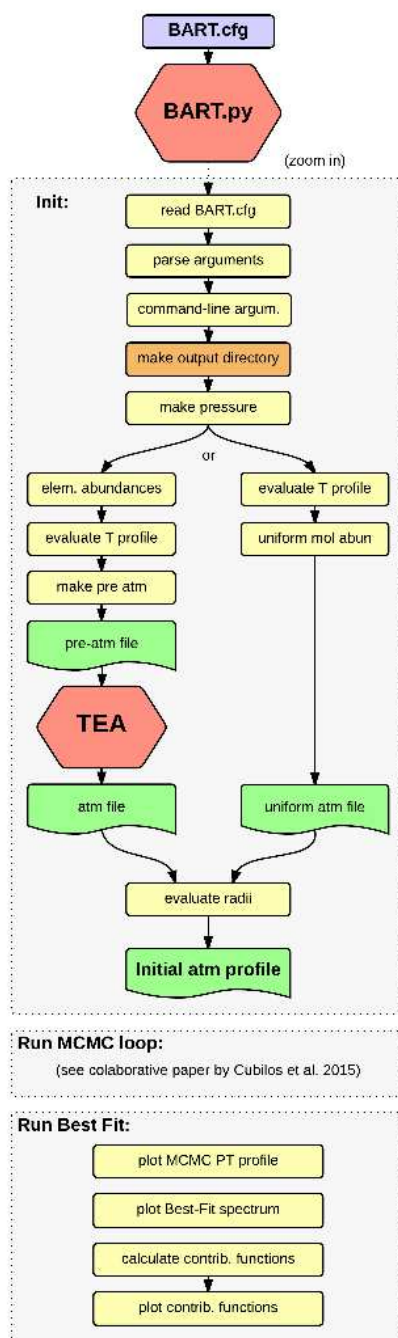 BART.cfg
BART.py
(zoom in)
Init:
read BART.cfg
parse arguments
command-line argum.
make output directory
make pressure
or
elem. abundances
evaluate T profile
evaluate T profile
uniform mol abun
make pre atm
pre-atm file
TEA
atm file
uniform atm file
evaluate radii
Initial atm profile
Run MCMC loop:
(see colaborative paper by Cubilos et al. 2015)
Run Best Fit:
plot MCMC PT profile
plot Best-Fit spectrum
calculate contrib. functions
plot contrib. functions